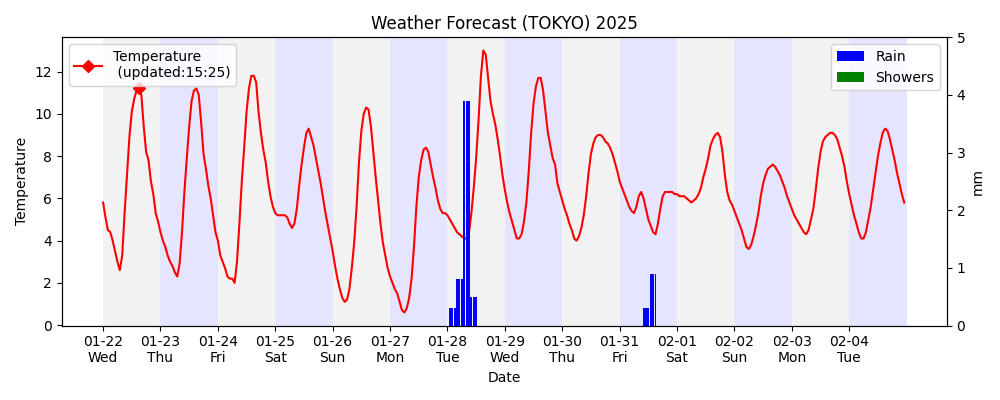 Weather Forecast (TOKYO) 2025
Temperature
(updated:15:25)
Rain
Showers
Temperature
12
10
8
6
4
2
0
5
4
3
2
1
0
mm
01-22 01-23 01-24 01-25 01-26 01-27 01-28 01-29 01-30 01-31 02-01 02-02 02-03 02-04
Wed Thu Fri Sat Sun Mon Tue Wed Thu Fri Sat Sun Mon Tue
Date